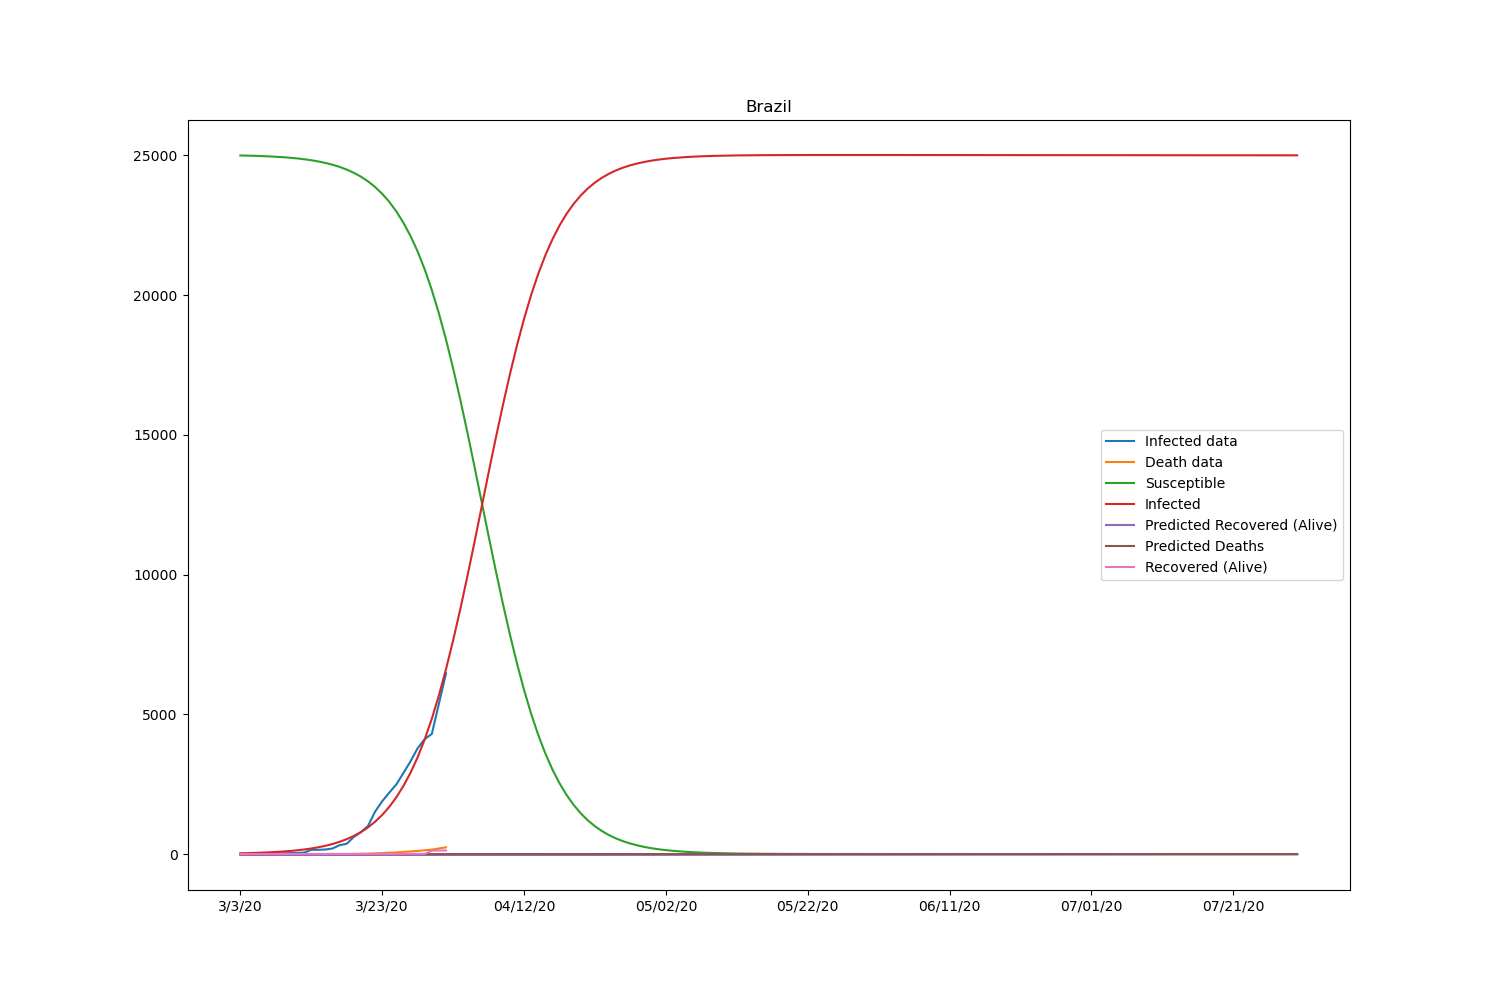 Brazil
25000
20000
15000
10000
5000
0
Infected data
Death data
Susceptible
Infected
Predicted Recovered (Alive)
Predicted Deaths
Recovered (Alive)
3/3/20 3/23/20 04/12/20 05/02/20 05/22/20 06/11/20 07/01/20 07/21/20